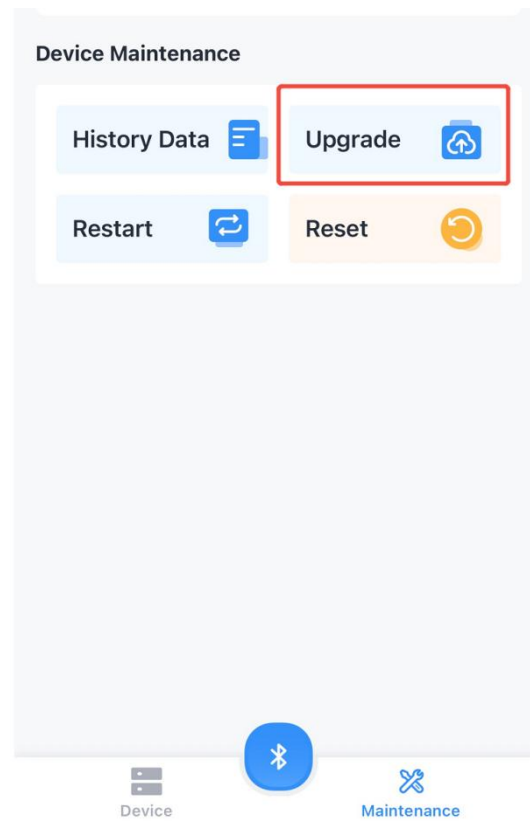 Device Maintenance
History Data
Upgrade
Restart
Reset
Device
Maintenance